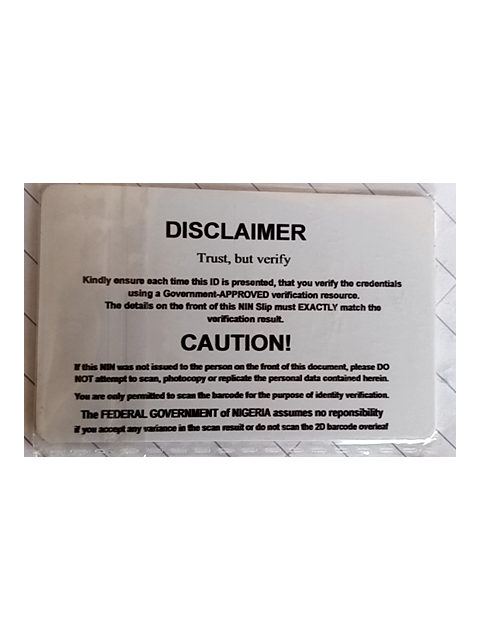 DISCLAIMER
Trust, but verify
Kindly ensure each time this ID is presented, that you verify the credentials
using a Government-APPROVED verification resource.
The details on the front of this NIN Slip must EXACTLY match the
verification result.
CAUTION!
If this NIN was not issued to the person on the front of this document, please DO
NOT attempt to scan, photocopy or replicate the personal data contained herein.
You are only permitted to scan the barcode for the purpose of identity verification.
The FEDERAL GOVERNMENT of NIGERIA assumes no reponsibility
if you accept any variance in the scan result or do not scan the 2D barcode overleaf